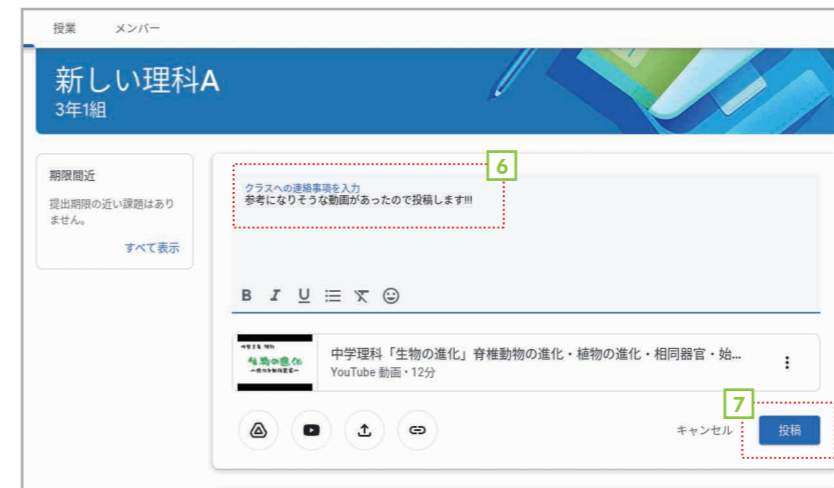 授業 メンバー
新しい理科A
3年1組
期限間近
提出期限の近い課題はあり
ません。
すべて表示
6
クラスへの連絡事項を入力
参考になりそうな動画があったので投稿します!!!
B I U
中学理科「生物の進化」脊椎動物の進化・植物の進化・相同器官・始...
YouTube 動画・12分
生物の進化
7
キャンセル 投稿